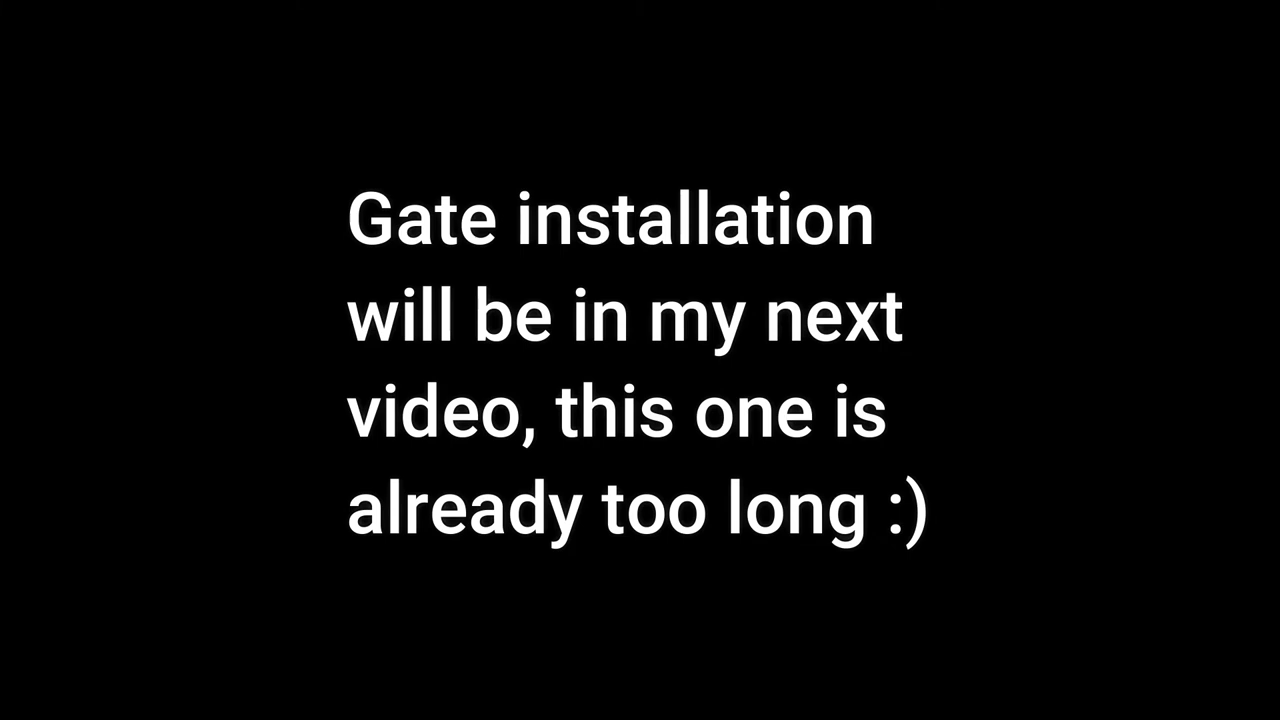 Gate installation
will be in my next
video, this one is
already too long :)